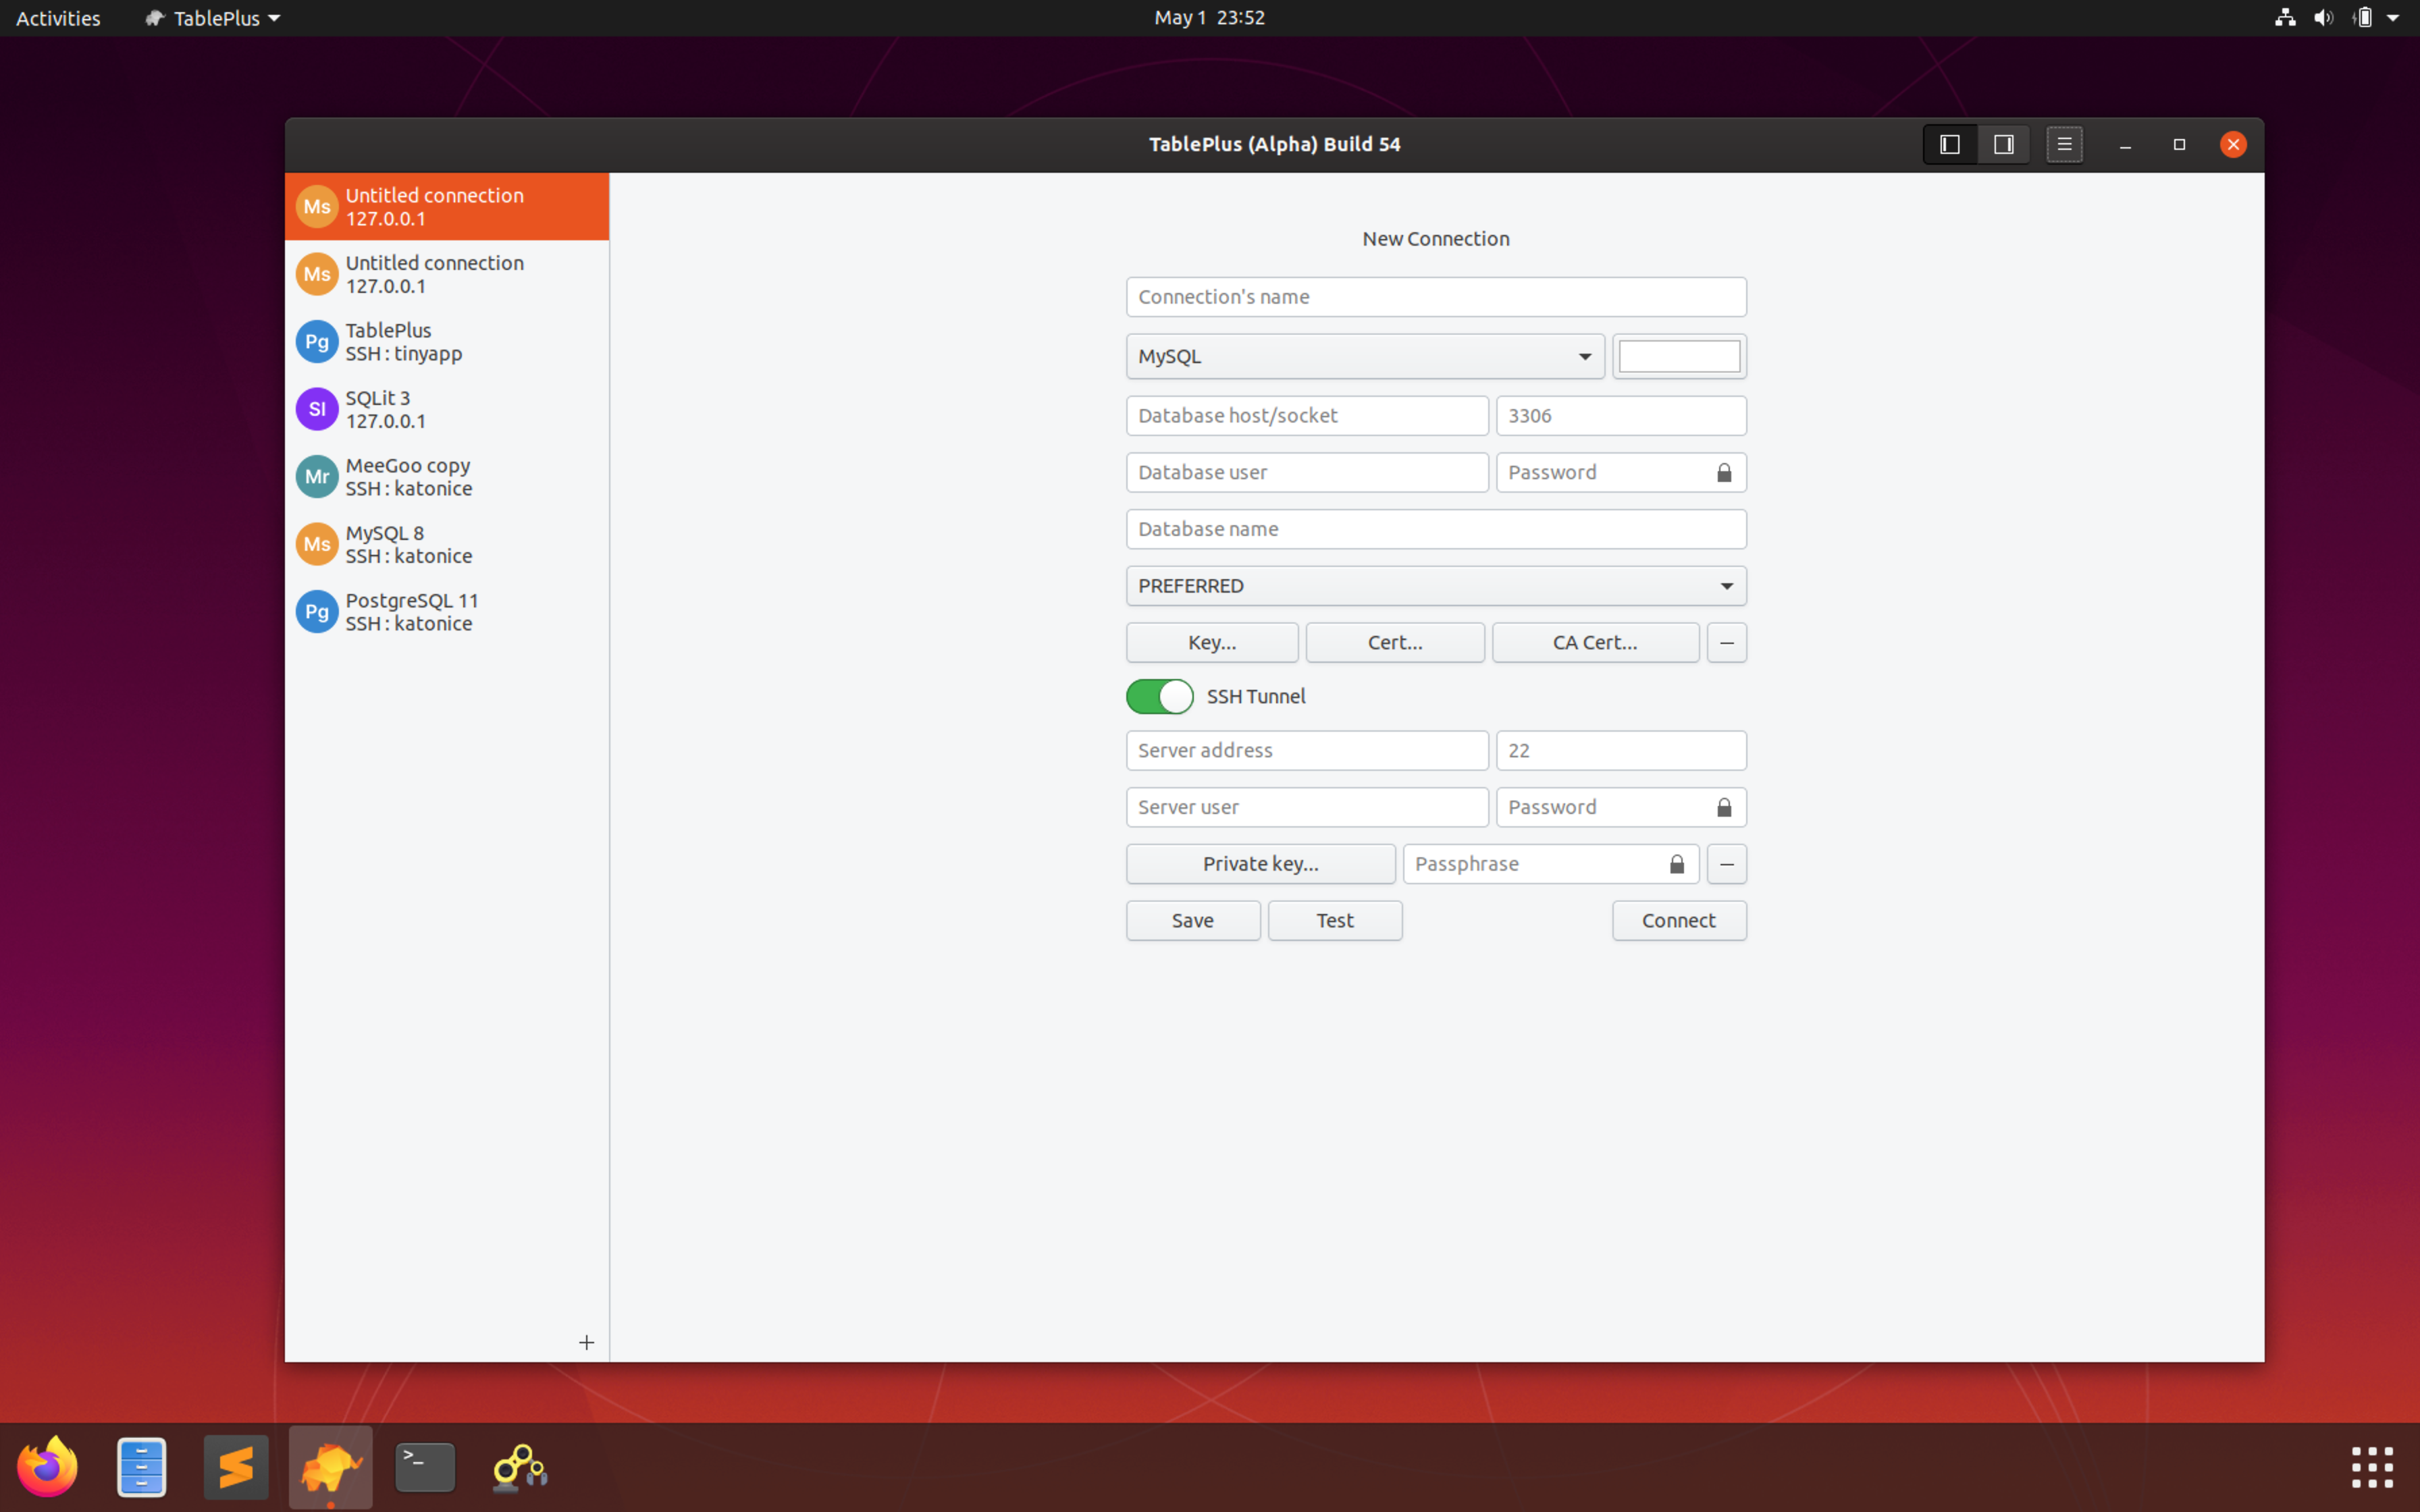 Activities TablePlus May 1 23:52
TablePlus (Alpha) Build 54
Ms Untitled connection
127.0.0.1
Ms Untitled connection
127.0.0.1
Pg TablePlus
SSH : tinyapp
Sl SQLit 3
127.0.0.1
Mr MeeGoo copy
SSH : katonice
Ms MySQL 8
SSH : katonice
Pg PostgreSQL 11
SSH : katonice
New Connection
Connection's name
MySQL
Database host/socket 3306
Database user Password
Database name
PREFERRED
Key... Cert... CA Cert...
SSH Tunnel
Server address 22
Server user Password
Private key... Passphrase
Save Test Connect